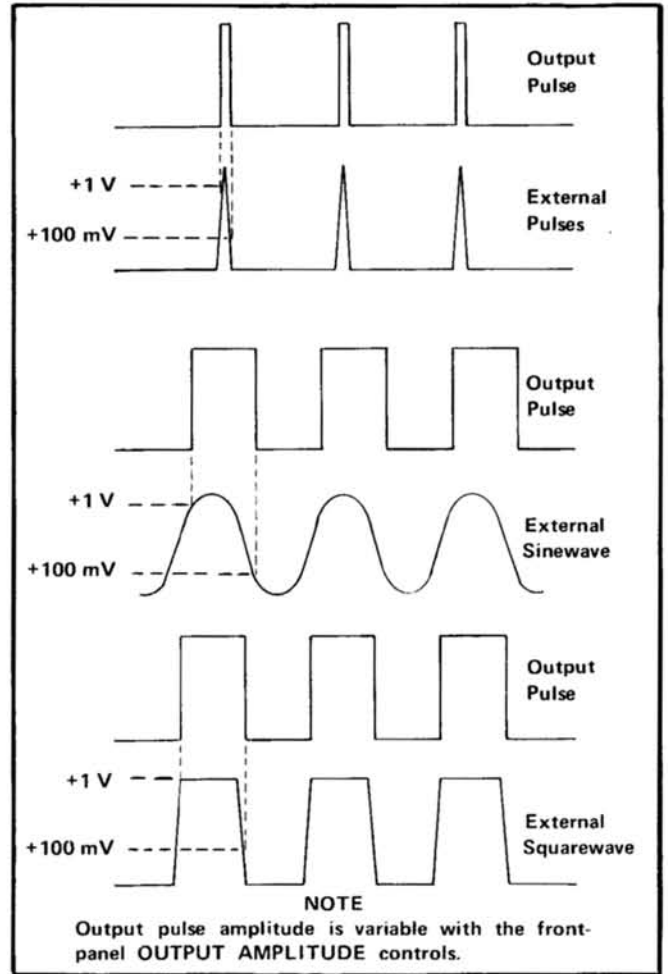 Output
Pulse
+1 V
External
Pulses
+100 mV
Output
Pulse
+1 V
External
Sinewave
+100 mV
Output
Pulse
+1 V
External
Squarewave
+100 mV
NOTE
Output pulse amplitude is variable with the front-
panel OUTPUT AMPLITUDE controls.